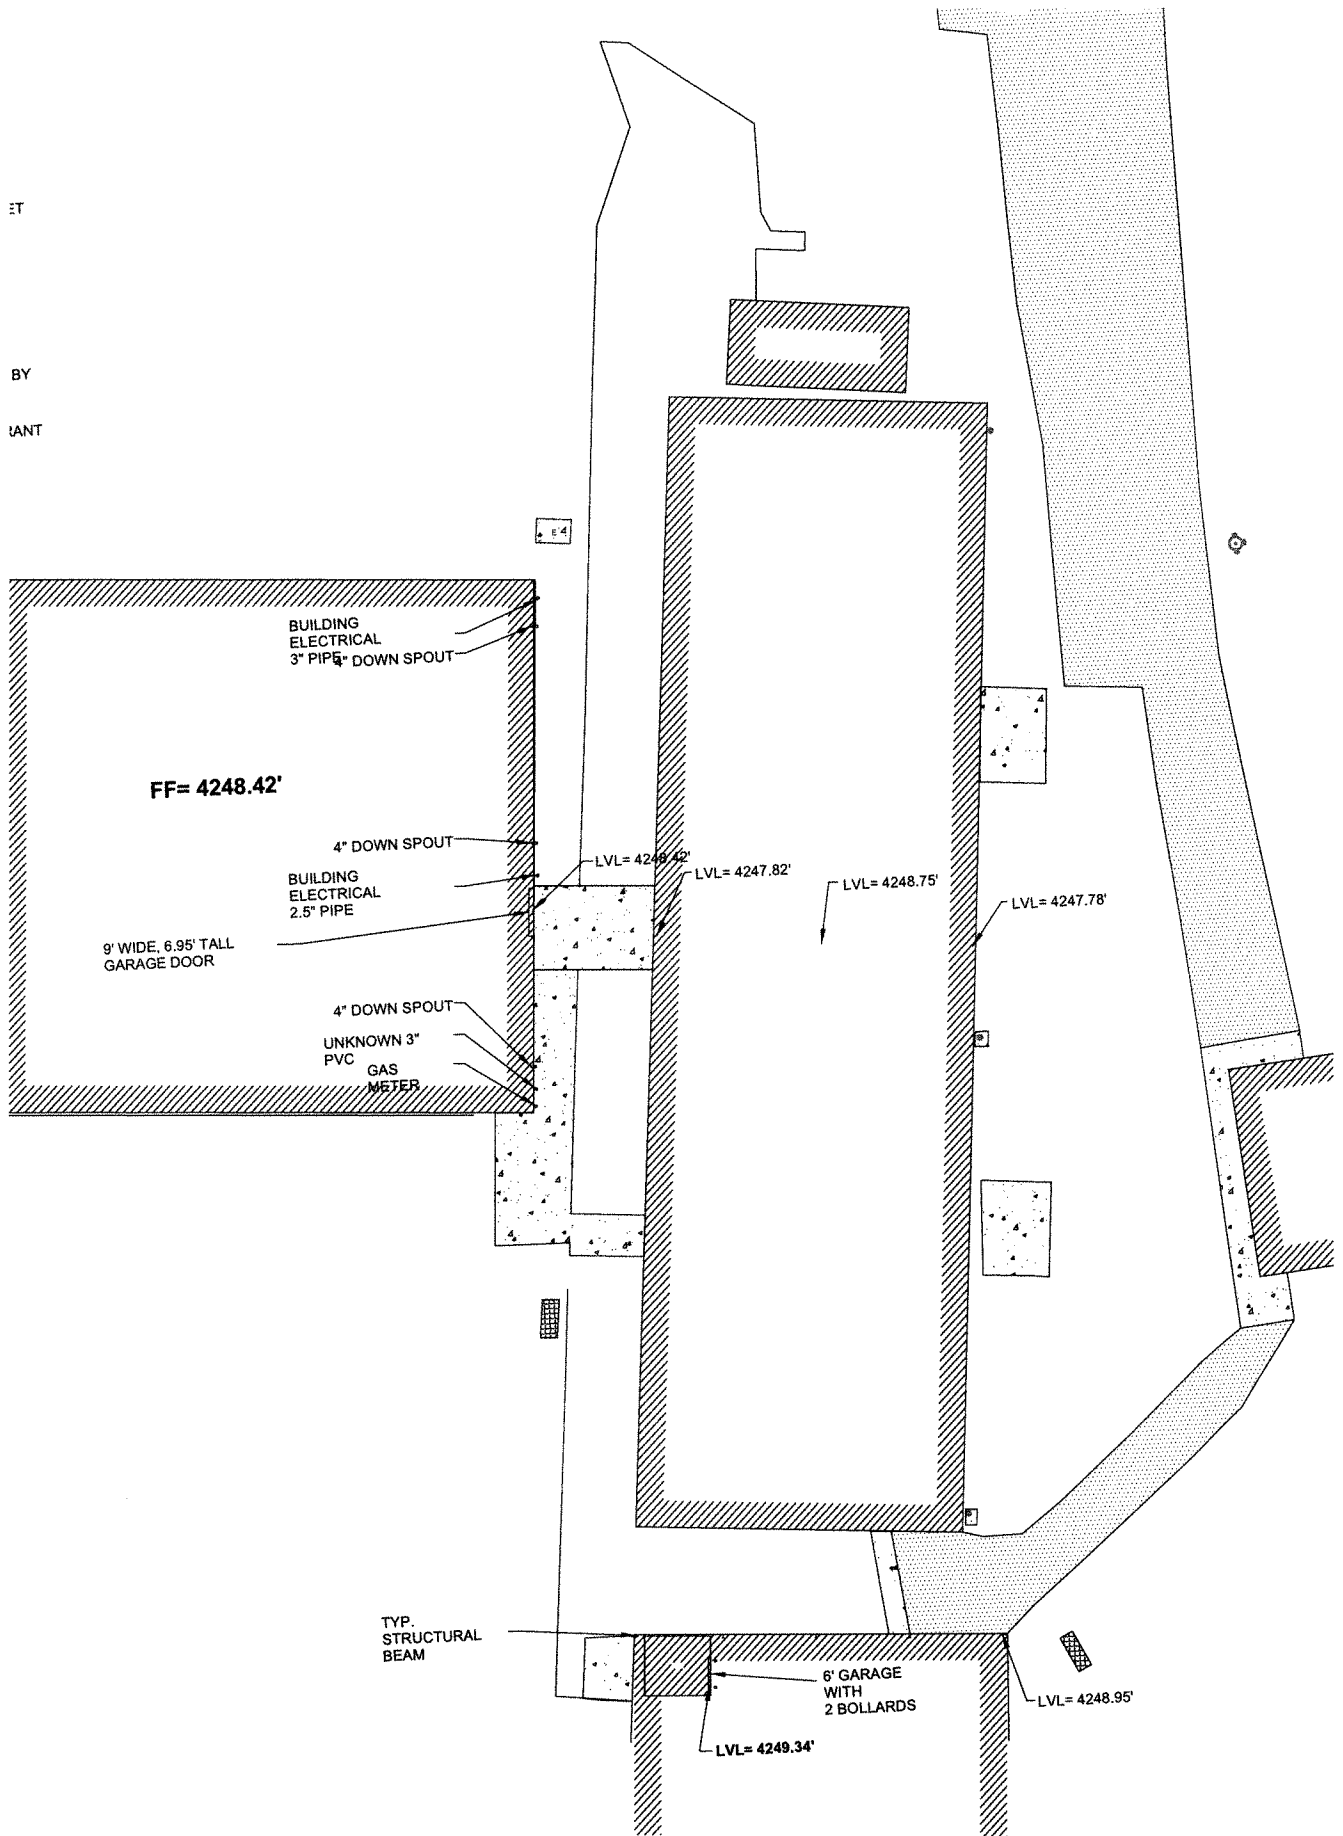 ET
BY
RANT
E
BUILDING
ELECTRICAL
3" PIPE
4" DOWN SPOUT
FF= 4248.42'
4" DOWN SPOUT
LVL= 4248.42'
LVL= 4247.82'
LVL= 4248.75'
LVL= 4247.78'
BUILDING
ELECTRICAL
2.5" PIPE
9' WIDE, 6.95' TALL
GARAGE DOOR
4" DOWN SPOUT
UNKNOWN 3"
PVC
GAS
METER
TYP.
STRUCTURAL
BEAM
6' GARAGE
WITH
2 BOLLARDS
LVL= 4248.95'
LVL= 4249.34'